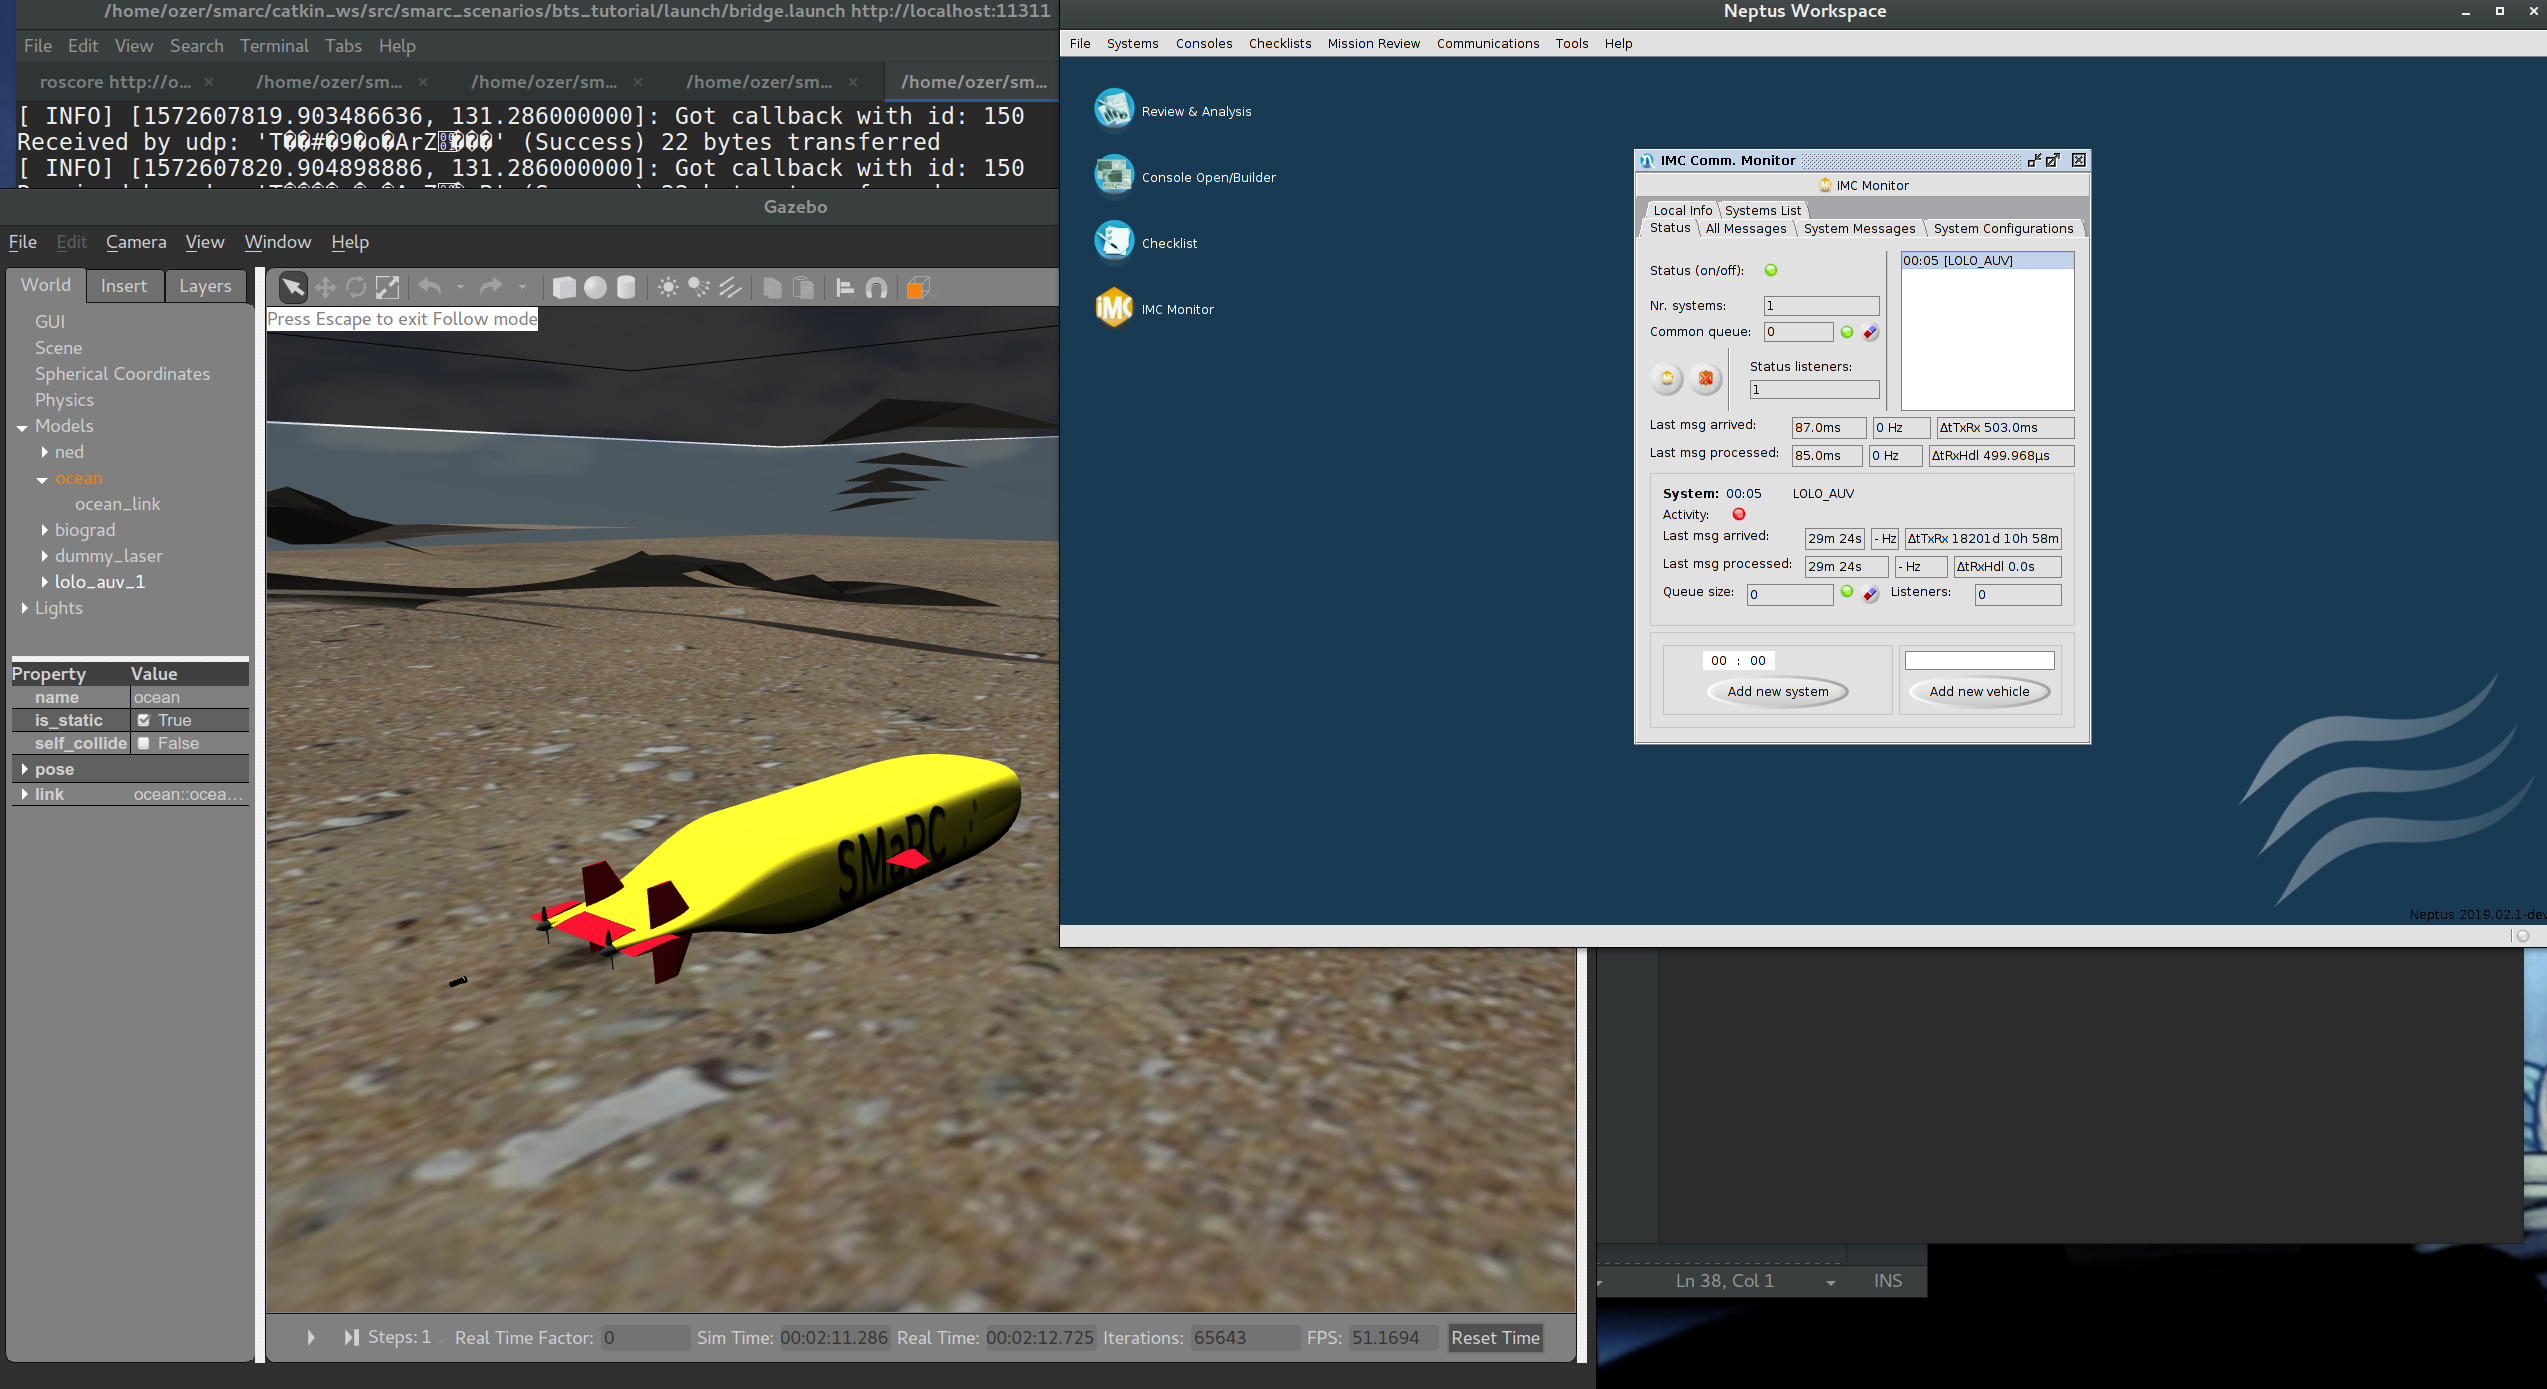 /home/ozer/smarc/catkin_ws/src/smarc_scenarios/bts_tutorial/launch/bridge.launch http://localhost:11311
File Edit View Search Terminal Tabs Help
roscore http://o... × /home/ozer/sm... × /home/ozer/sm... × /home/ozer/sm... × /home/ozer/sm...
[ INFO] [1572607819.903486636, 131.286000000]: Got callback with id: 150
Received by udp: 'T��#�9�o�ArZ���' (Success) 22 bytes transferred
[ INFO] [1572607820.904898886, 131.286000000]: Got callback with id: 150
Gazebo
File Edit Camera View Window Help
World Insert Layers
GUI
Scene
Spherical Coordinates
Physics
Models
ned
ocean
ocean_link
biograd
dummy_laser
lolo_auv_1
Lights
Property Value
name ocean
is_static True
self_collide False
pose
link ocean::ocea...
Press Escape to exit Follow mode
SMaRC
Steps: 1 Real Time Factor: 0 Sim Time: 00:02:11.286 Real Time: 00:02:12.725 Iterations: 65643 FPS: 51.1694 Reset Time
Neptus Workspace
File Systems Consoles Checklists Mission Review Communications Tools Help
Review & Analysis
Console Open/Builder
Checklist
iMC IMC Monitor
IMC Comm. Monitor
IMC Monitor
Local Info Systems List
Status All Messages System Messages System Configurations
Status (on/off):
00:05 [LOLO_AUV]
Nr. systems: 1
Common queue: 0
Status listeners:
1
Last msg arrived: 87.0ms 0 Hz ΔtTxRx 503.0ms
Last msg processed: 85.0ms 0 Hz ΔtRxHdl 499.968µs
System: 00:05 LOLO_AUV
Activity:
Last msg arrived: 29m 24s - Hz ΔtTxRx 18201d 10h 58m
Last msg processed: 29m 24s - Hz ΔtRxHdl 0.0s
Queue size: 0 Listeners: 0
00 : 00
Add new system Add new vehicle
Neptus 2019.02.1-dev
Ln 38, Col 1 INS